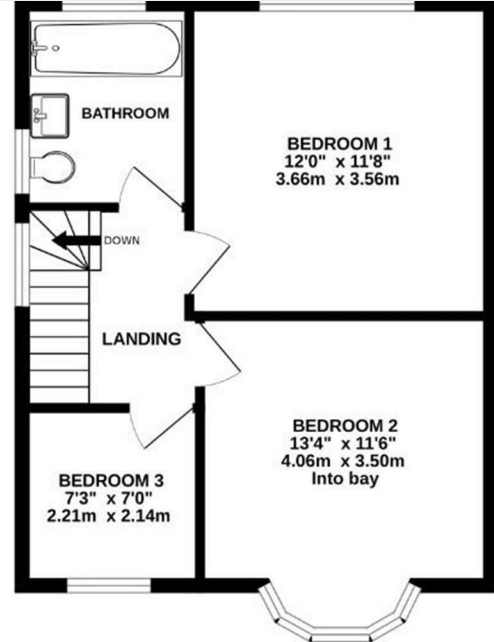 BATHROOM
BEDROOM 1
12'0" x 11'8"
3.66m x 3.56m
DOWN
LANDING
BEDROOM 2
13'4" x 11'6"
4.06m x 3.50m
Into bay
BEDROOM 3
7'3" x 7'0"
2.21m x 2.14m